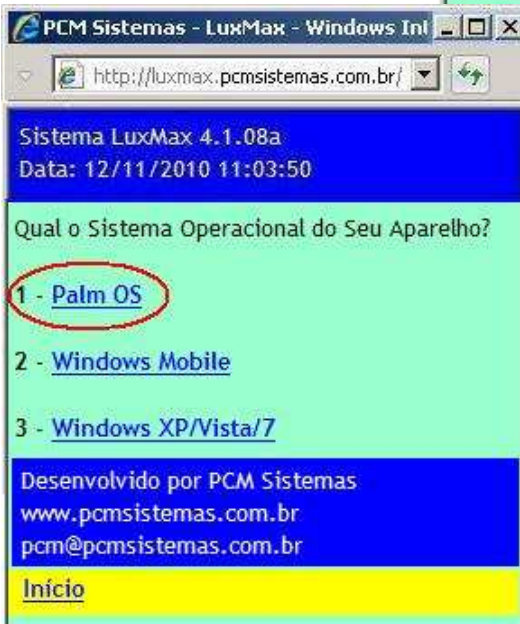 PCM Sistemas - LuxMax - Windows Int
http://luxmax.pcmsistemas.com.br/
Sistema LuxMax 4.1.08a
Data: 12/11/2010 11:03:50
Qual o Sistema Operacional do Seu Aparelho?
1 - Palm OS
2 - Windows Mobile
3 - Windows XP/Vista/7
Desenvolvido por PCM Sistemas
www.pcmsistemas.com.br
pcm@pcmsistemas.com.br
Início